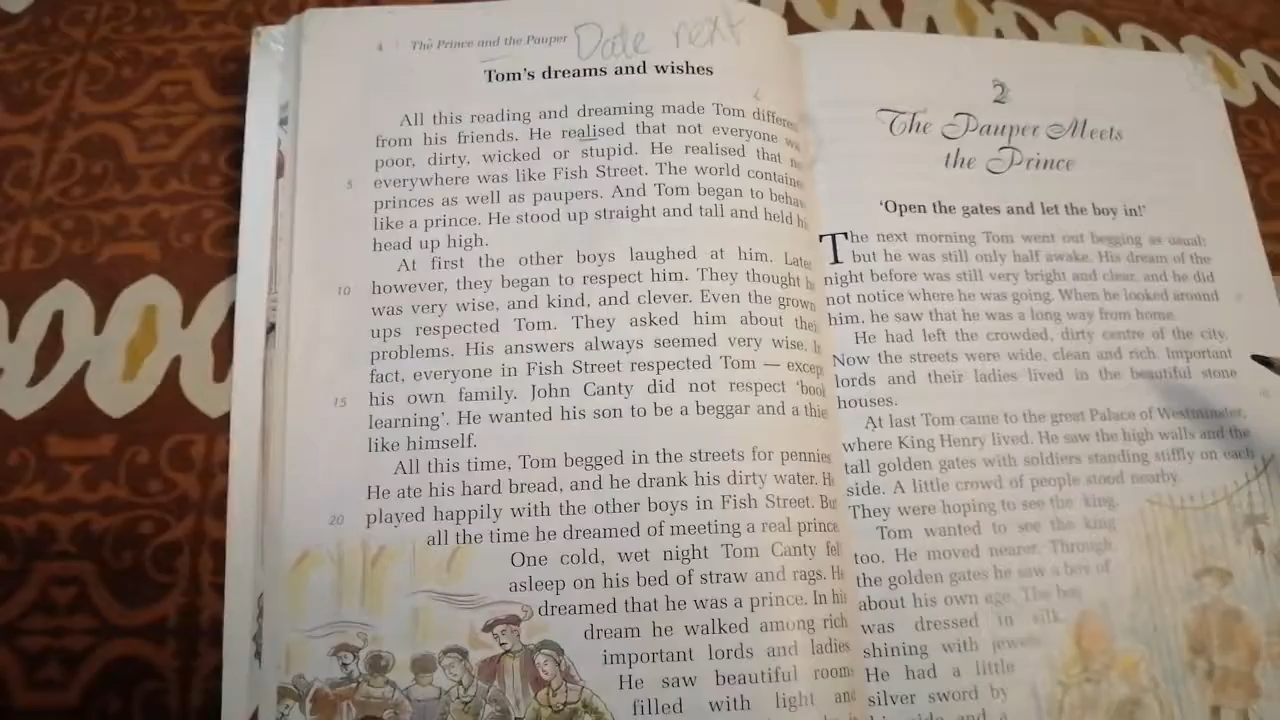 4 The Prince and the Pauper Date next
Tom's dreams and wishes
All this reading and dreaming made Tom
from his friends. He realised that not everyone
poor, dirty, wicked or stupid. He realised that
5 everywhere was like Fish Street. The world
princes as well as paupers. And Tom began to
like a prince. He stood up straight and tall and held
head up high.
At first the other boys laughed at him.
10 however, they began to respect him. They thought
was very wise, and kind, and clever. Even the grown
ups respected Tom. They asked him about
problems. His answers always seemed very wise.
fact, everyone in Fish Street respected Tom —
15 his own family. John Canty did not respect 'book
learning'. He wanted his son to be a beggar and a
like himself.
All this time, Tom begged in the streets for pennies
He ate his hard bread, and he drank his dirty water.
20 played happily with the other boys in Fish Street.
all the time he dreamed of meeting a real prince
One cold, wet night Tom Canty
asleep on his bed of straw and rags.
dreamed that he was a prince. In
dream he walked among rich
important lords and ladies
He saw beautiful
filled with light
2
The Pauper Meets
the Prince
'Open the gates and let the boy in!'
The next morning Tom went out begging as usual;
but he was still only half awake. His dream of the
night before was still very bright and clear, and he did
not notice where he was going. When he looked around
him, he saw that he was a long way from home.
He had left the crowded, dirty centre of the city.
Now the streets were wide, clean and rich. Important
lords and their ladies lived in the beautiful stone
houses.
At last Tom came to the great Palace of Westminster,
where King Henry lived. He saw the high walls and the
tall golden gates with soldiers standing stiffly on each
side. A little crowd of people stood nearby.
They were hoping to see the king.
Tom wanted to see the king
too. He moved nearer. Through
the golden gates he saw a boy of
about his own age. The boy
was dressed in silk,
shining with
He had a little
silver sword by